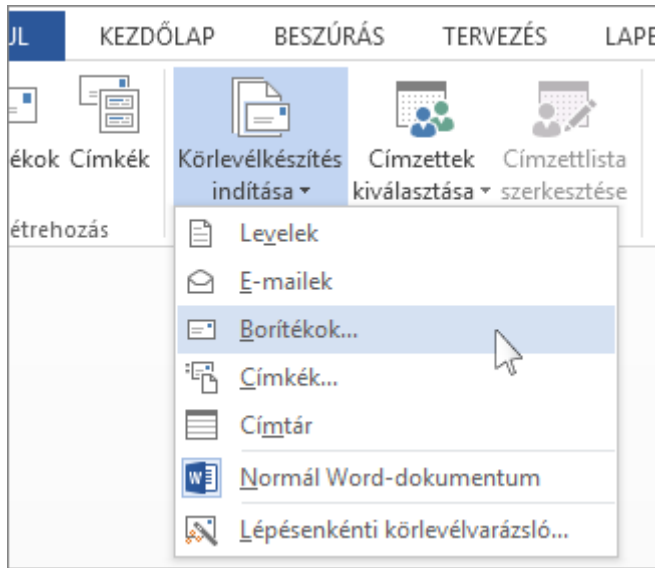 UL KEZDŐLAP BESZÚRÁS TERVEZÉS LAPE
ékok Címkék Körlevélkészítés indítása Címzettek kiválasztása Címzettlista szerkesztése
étrehozás
Levelek
E-mailek
Borítékok...
Címkék...
Címtár
Normál Word-dokumentum
Lépésenkénti körlevélvarázsló...